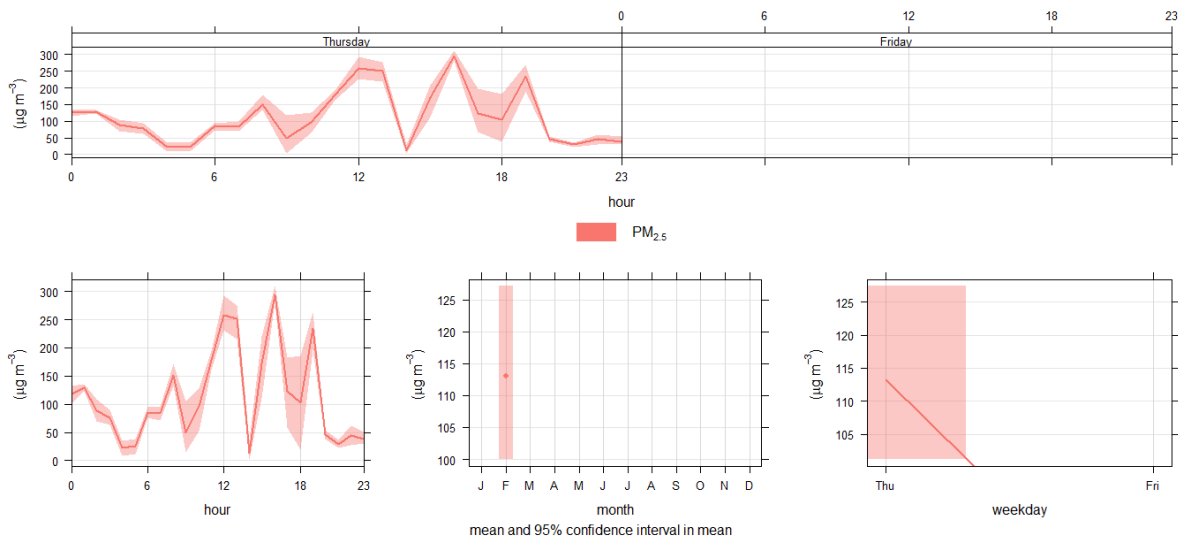 0 6 12 18 23
Thursday Friday
300
250
200
150
100
50
0
(μg m⁻³)
0 6 12 18 23
hour
PM₂.₅
300
250
200
150
100
50
0
(μg m⁻³)
0 6 12 18 23
hour
125
120
115
110
105
100
(μg m⁻³)
J F M A M J J A S O N D
month
125
120
115
110
105
(μg m⁻³)
Thu Fri
weekday
mean and 95% confidence interval in mean